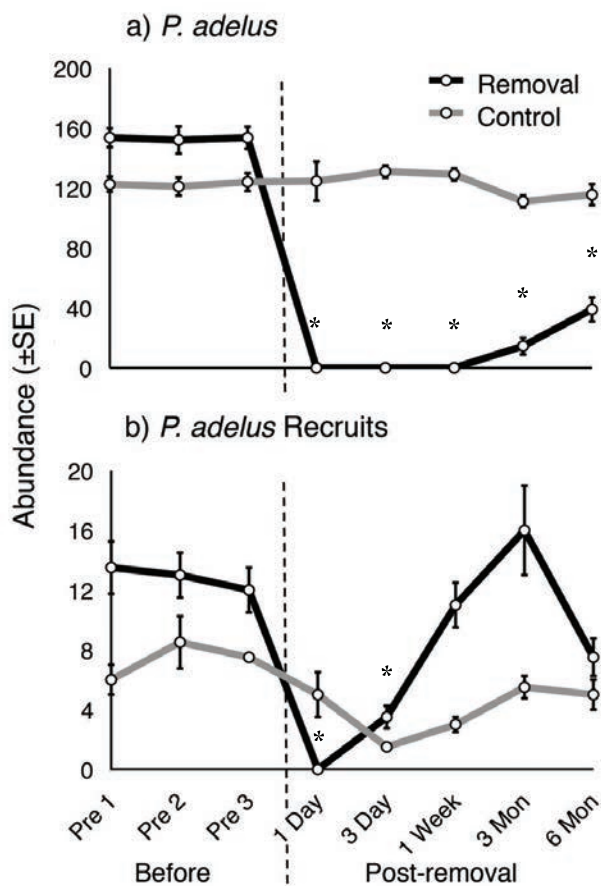 a) P. adelus
200
160
120
80
40
0
Removal
Control
*
*
*
*
*
Abundance (±SE)
b) P. adelus Recruits
20
16
12
8
4
0
*
*
Pre 1
Pre 2
Pre 3
1 Day
3 Day
1 Week
3 Mon
6 Mon
Before
Post-removal